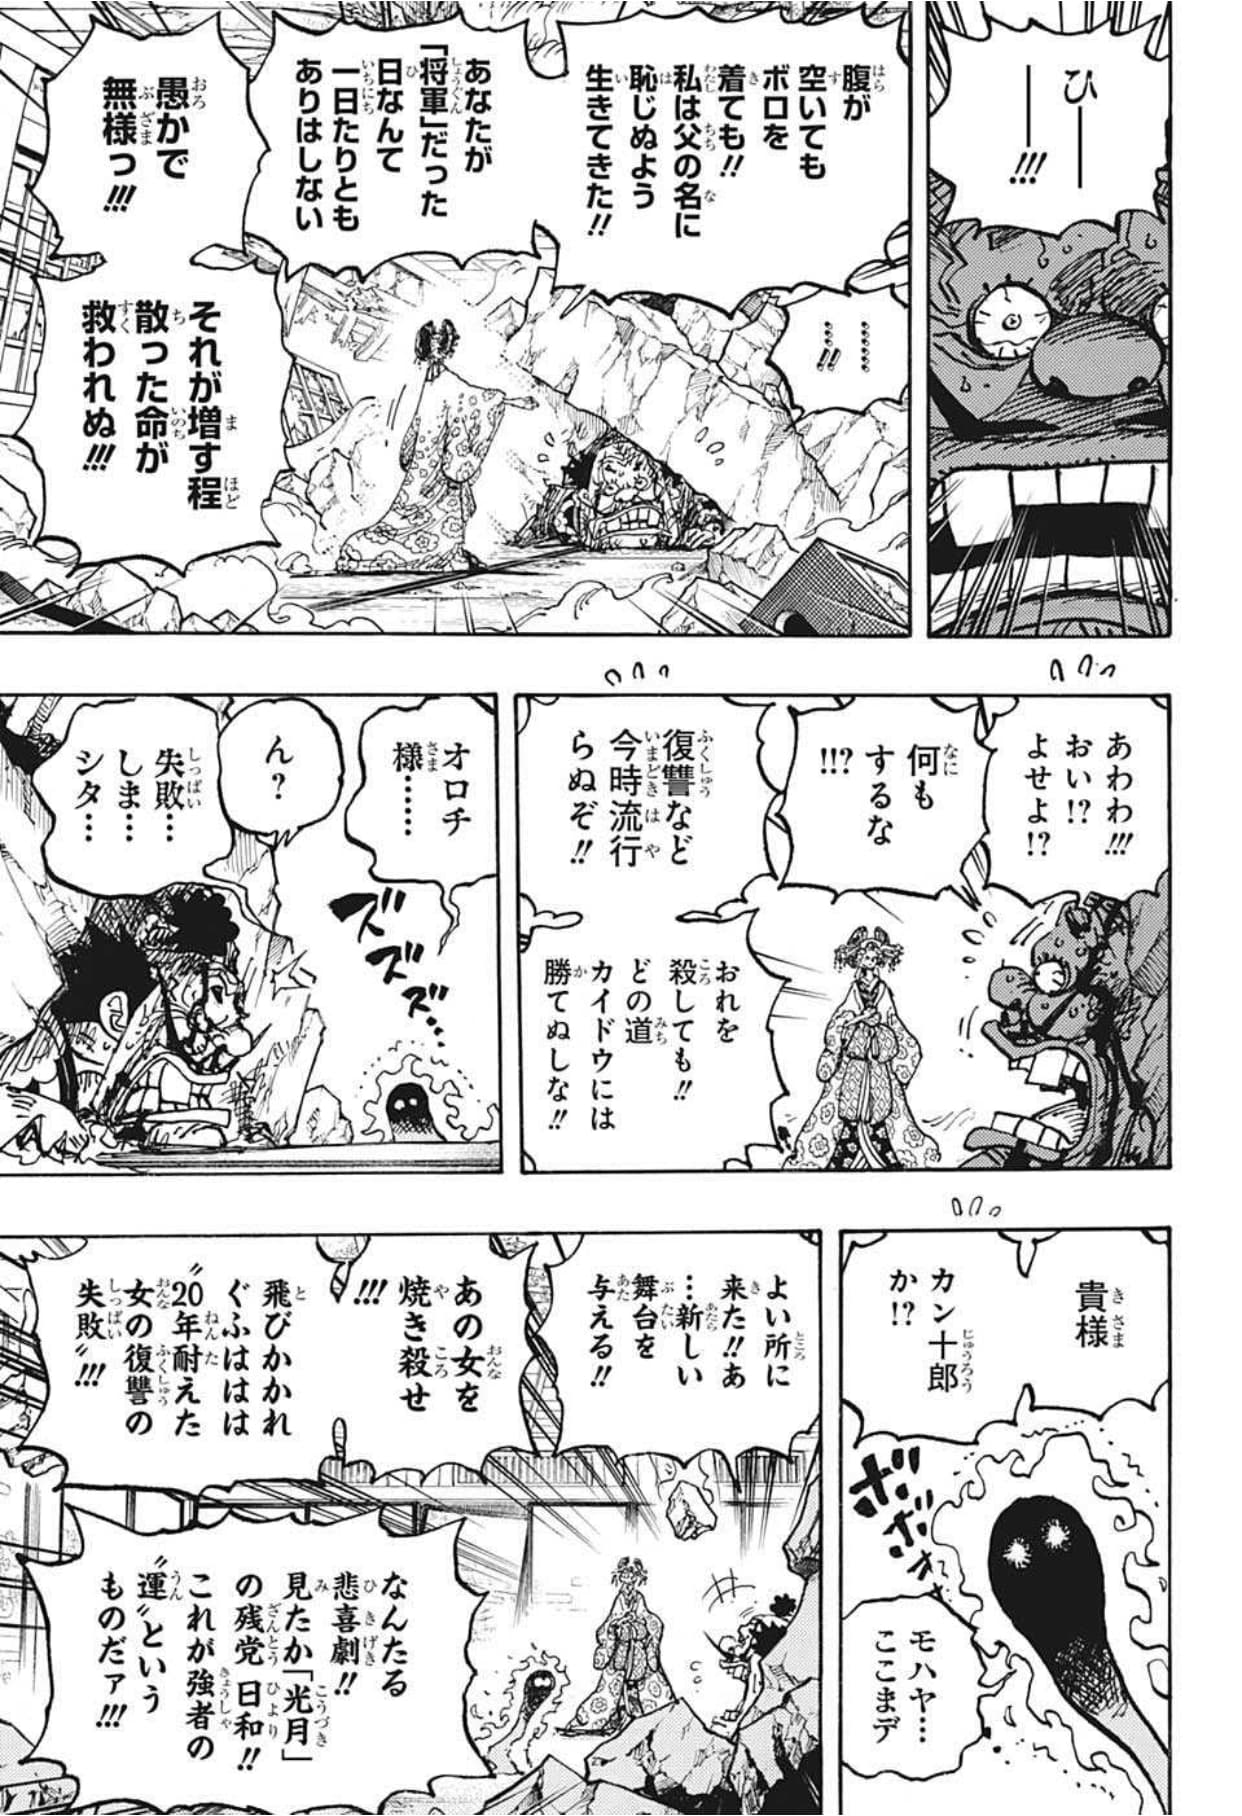 ひーーー!!!
腹が
空いても
ボロを
着ても!!
私は父の名に
恥じぬよう
生きてきた!!
………!!
あなたが
「将軍」だった
日なんて
一日たりとも
ありはしない
愚かで
無様っ!!!
それが増す程
散った命が
救われぬ!!!
あわわ!!!
おい!?
よせよ!?
何も
するな
!!?
復讐など
今時流行
らぬぞ!!
おれを
殺しても!!
どの道
カイドウには
勝てぬしな!!
オロチ
様……
ん?
失敗…
しま…
シタ…
ズズズズ…
貴様
カン十郎
か!?
ボボボボ
モハヤ…
ここまデ
よい所に
来た!!あ
…新しい
舞台を
与える!!
あの女を
焼き殺せ
!!!
飛びかかれ
ぐふははは
〝20年耐えた
女の復讐の
失敗〟!!!
なんたる
悲喜劇!!
見たか「光月」
の残党 日和!!
これが強者の
〝運〟という
ものだァ!!!